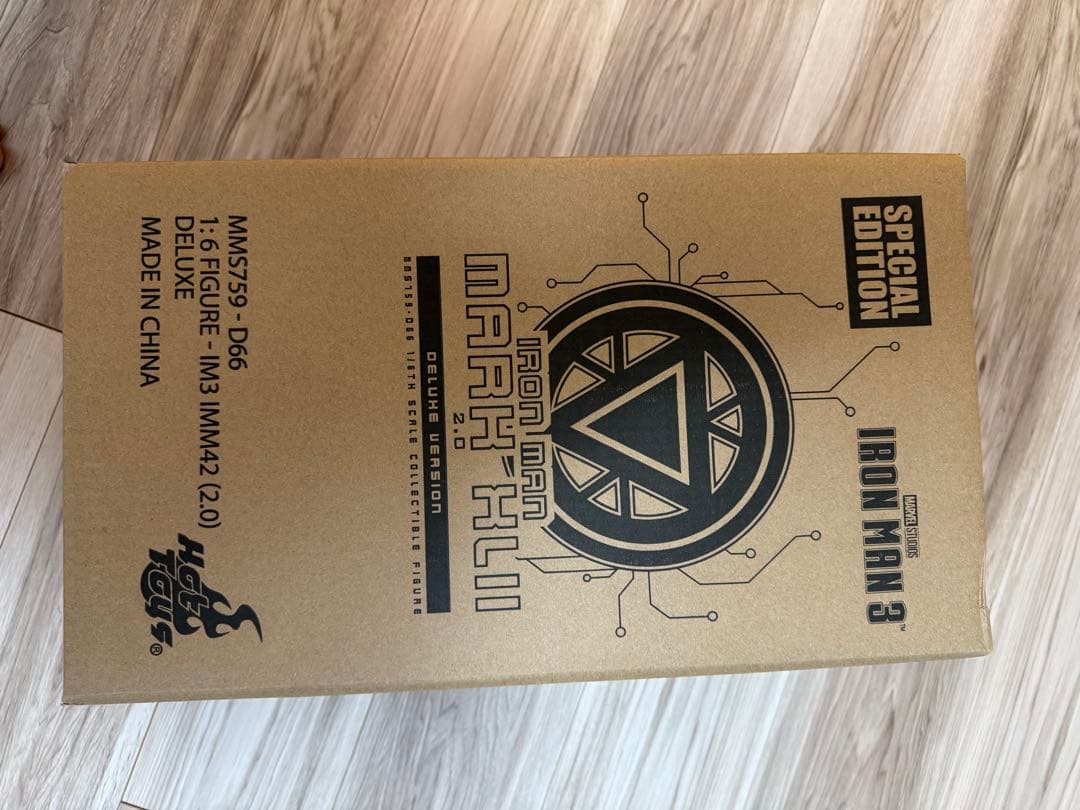 SPECIAL
EDITION
MARVEL STUDIOS
IRON MAN 3™
IRON MAN
MARK XLII
2.0
DELUXE VERSION
MMS759-D66 1/6TH SCALE COLLECTIBLE FIGURE
MMS759 - D66
1: 6 FIGURE - IM3 IMM42 (2.0)
DELUXE
MADE IN CHINA
Hot
Toys®